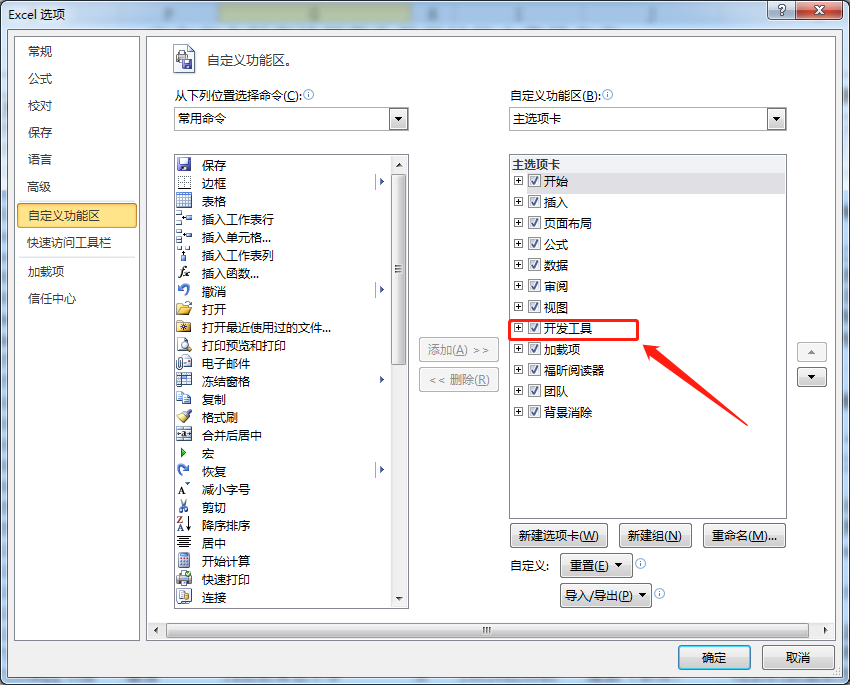 Excel 选项
常规
公式
校对
保存
语言
高级
自定义功能区
快速访问工具栏
加载项
信任中心
自定义功能区。
从下列位置选择命令(C):
常用命令
保存
边框
表格
插入工作表行
插入单元格...
插入工作表列
插入函数...
撤消
打开
打开最近使用过的文件...
打印预览和打印
电子邮件
冻结窗格
复制
格式刷
合并后居中
宏
恢复
减小字号
剪切
降序排序
居中
开始计算
快速打印
连接
添加(A) >>
<< 删除(R)
自定义功能区(B):
主选项卡
主选项卡
开始
插入
页面布局
公式
数据
审阅
视图
开发工具
加载项
福昕阅读器
团队
背景消除
新建选项卡(W)
新建组(N)
重命名(M)...
自定义:
重置(E)
导入/导出(P)
确定
取消